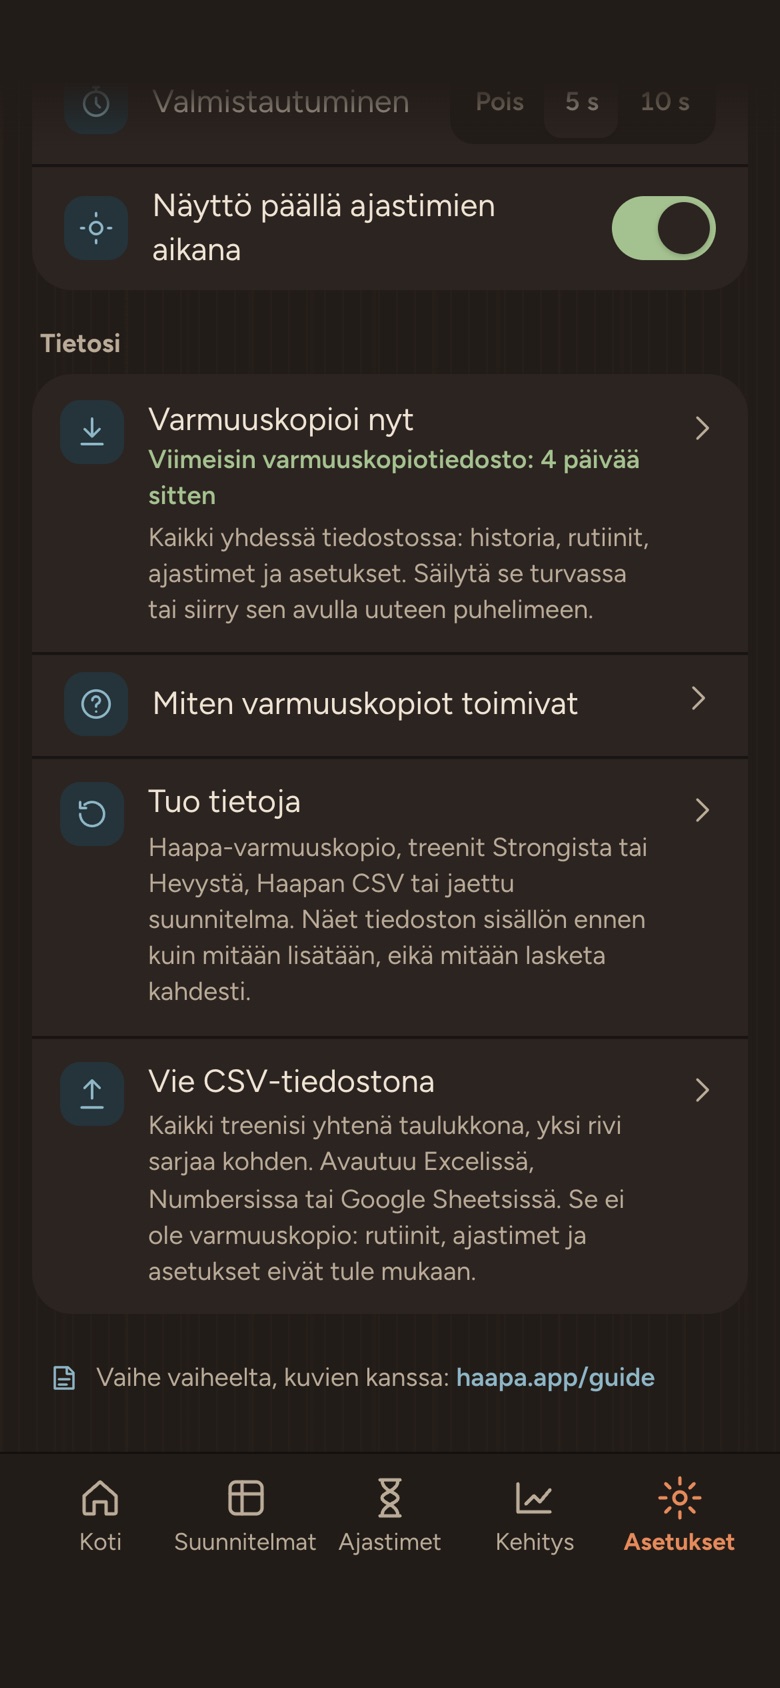 Valmistautuminen
Pois
5 s
10 s
Näyttö päällä ajastimien
aikana
Tietosi
Varmuuskopioi nyt
Viimeisin varmuuskopiotiedosto: 4 päivää
sitten
Kaikki yhdessä tiedostossa: historia, rutiinit,
ajastimet ja asetukset. Säilytä se turvassa
tai siirry sen avulla uuteen puhelimeen.
Miten varmuuskopiot toimivat
Tuo tietoja
Haapa-varmuuskopio, treenit Strongista tai
Hevystä, Haapan CSV tai jaettu
suunnitelma. Näet tiedoston sisällön ennen
kuin mitään lisätään, eikä mitään lasketa
kahdesti.
Vie CSV-tiedostona
Kaikki treenisi yhtenä taulukkona, yksi rivi
sarjaa kohden. Avautuu Excelissä,
Numbersissa tai Google Sheetsissä. Se ei
ole varmuuskopio: rutiinit, ajastimet ja
asetukset eivät tule mukaan.
Vaihe vaiheelta, kuvien kanssa: haapa.app/guide
Koti
Suunnitelmat
Ajastimet
Kehitys
Asetukset